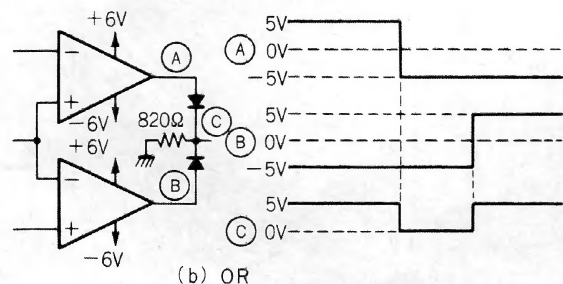 +6V
Ⓐ
−6V
820Ω
Ⓒ
+6V
Ⓑ
−6V
−
+
−
+
5V
Ⓐ 0V
−5V
5V
Ⓑ 0V
−5V
5V
Ⓒ 0V
(b) OR